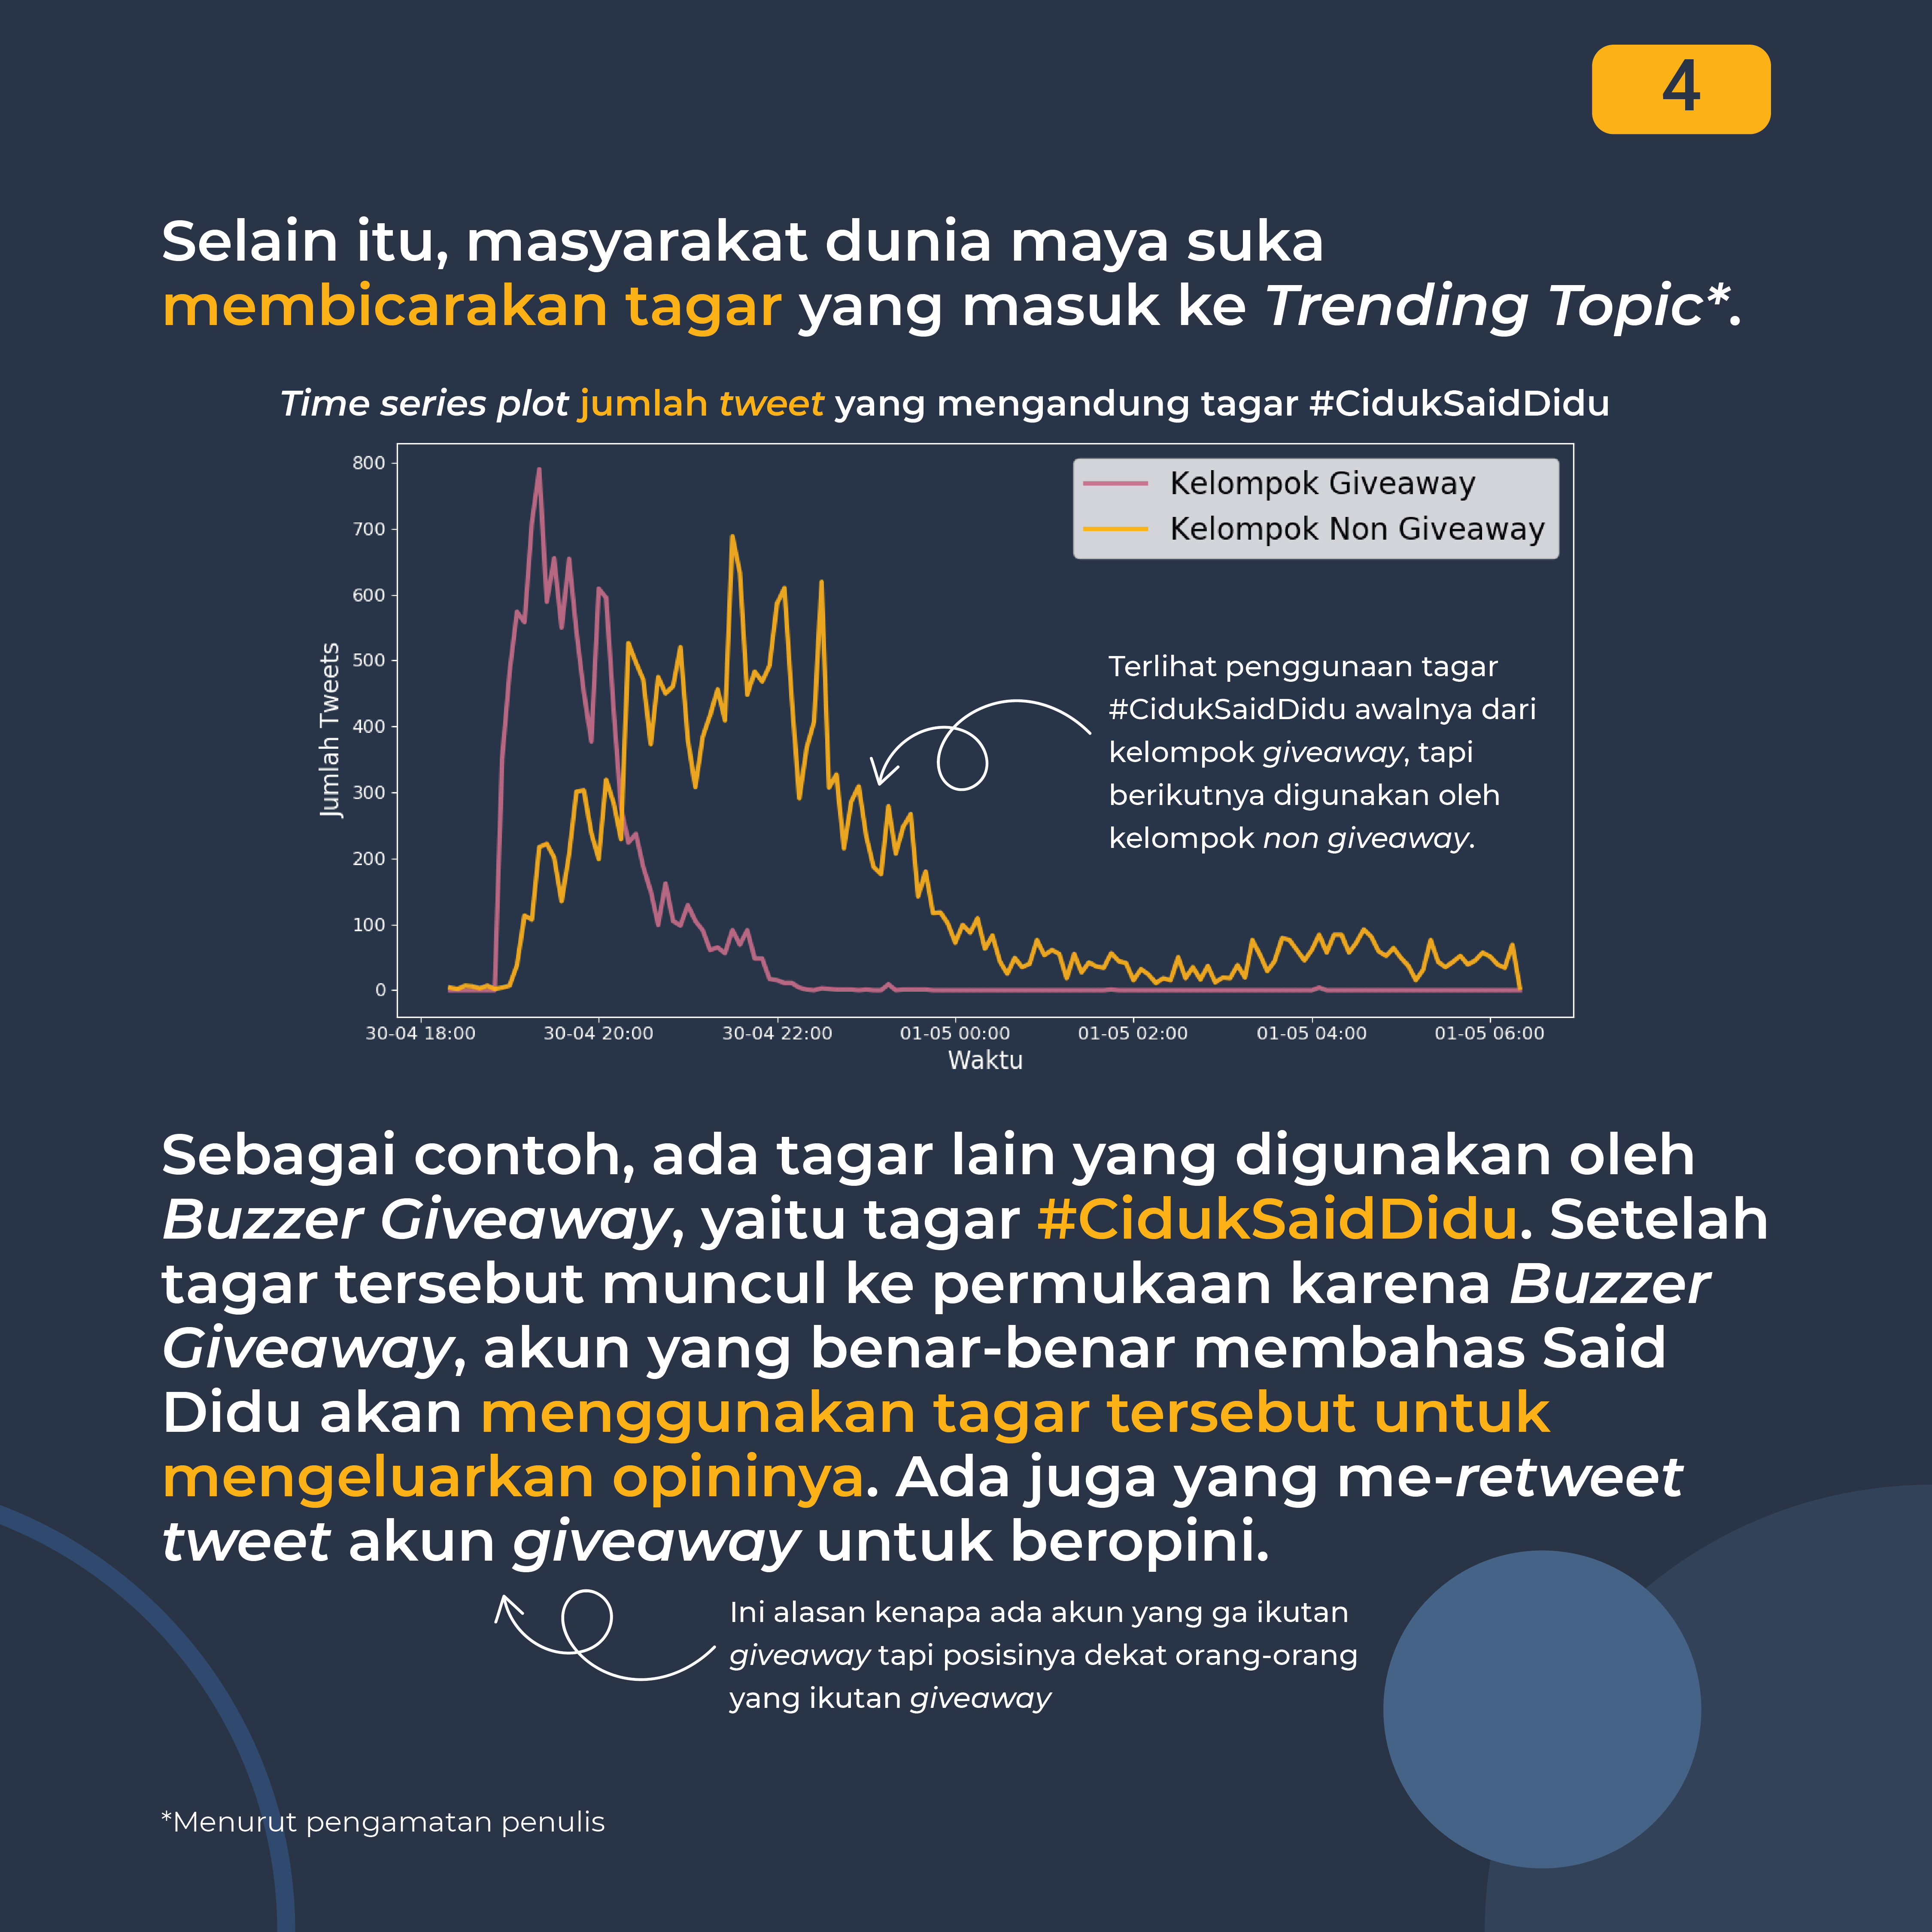 4
Selain itu, masyarakat dunia maya suka
membicarakan tagar yang masuk ke Trending Topic*.
Time series plot jumlah tweet yang mengandung tagar #CidukSaidDidu
800
700
600
500
400
300
200
100
0
Jumlah Tweets
Kelompok Giveaway
Kelompok Non Giveaway
Terlihat penggunaan tagar
#CidukSaidDidu awalnya dari
kelompok giveaway, tapi
berikutnya digunakan oleh
kelompok non giveaway.
30-04 18:00 30-04 20:00 30-04 22:00 01-05 00:00 01-05 02:00 01-05 04:00 01-05 06:00
Waktu
Sebagai contoh, ada tagar lain yang digunakan oleh
Buzzer Giveaway, yaitu tagar #CidukSaidDidu. Setelah
tagar tersebut muncul ke permukaan karena Buzzer
Giveaway, akun yang benar-benar membahas Said
Didu akan menggunakan tagar tersebut untuk
mengeluarkan opininya. Ada juga yang me-retweet
tweet akun giveaway untuk beropini.
Ini alasan kenapa ada akun yang ga ikutan
giveaway tapi posisinya dekat orang-orang
yang ikutan giveaway
*Menurut pengamatan penulis